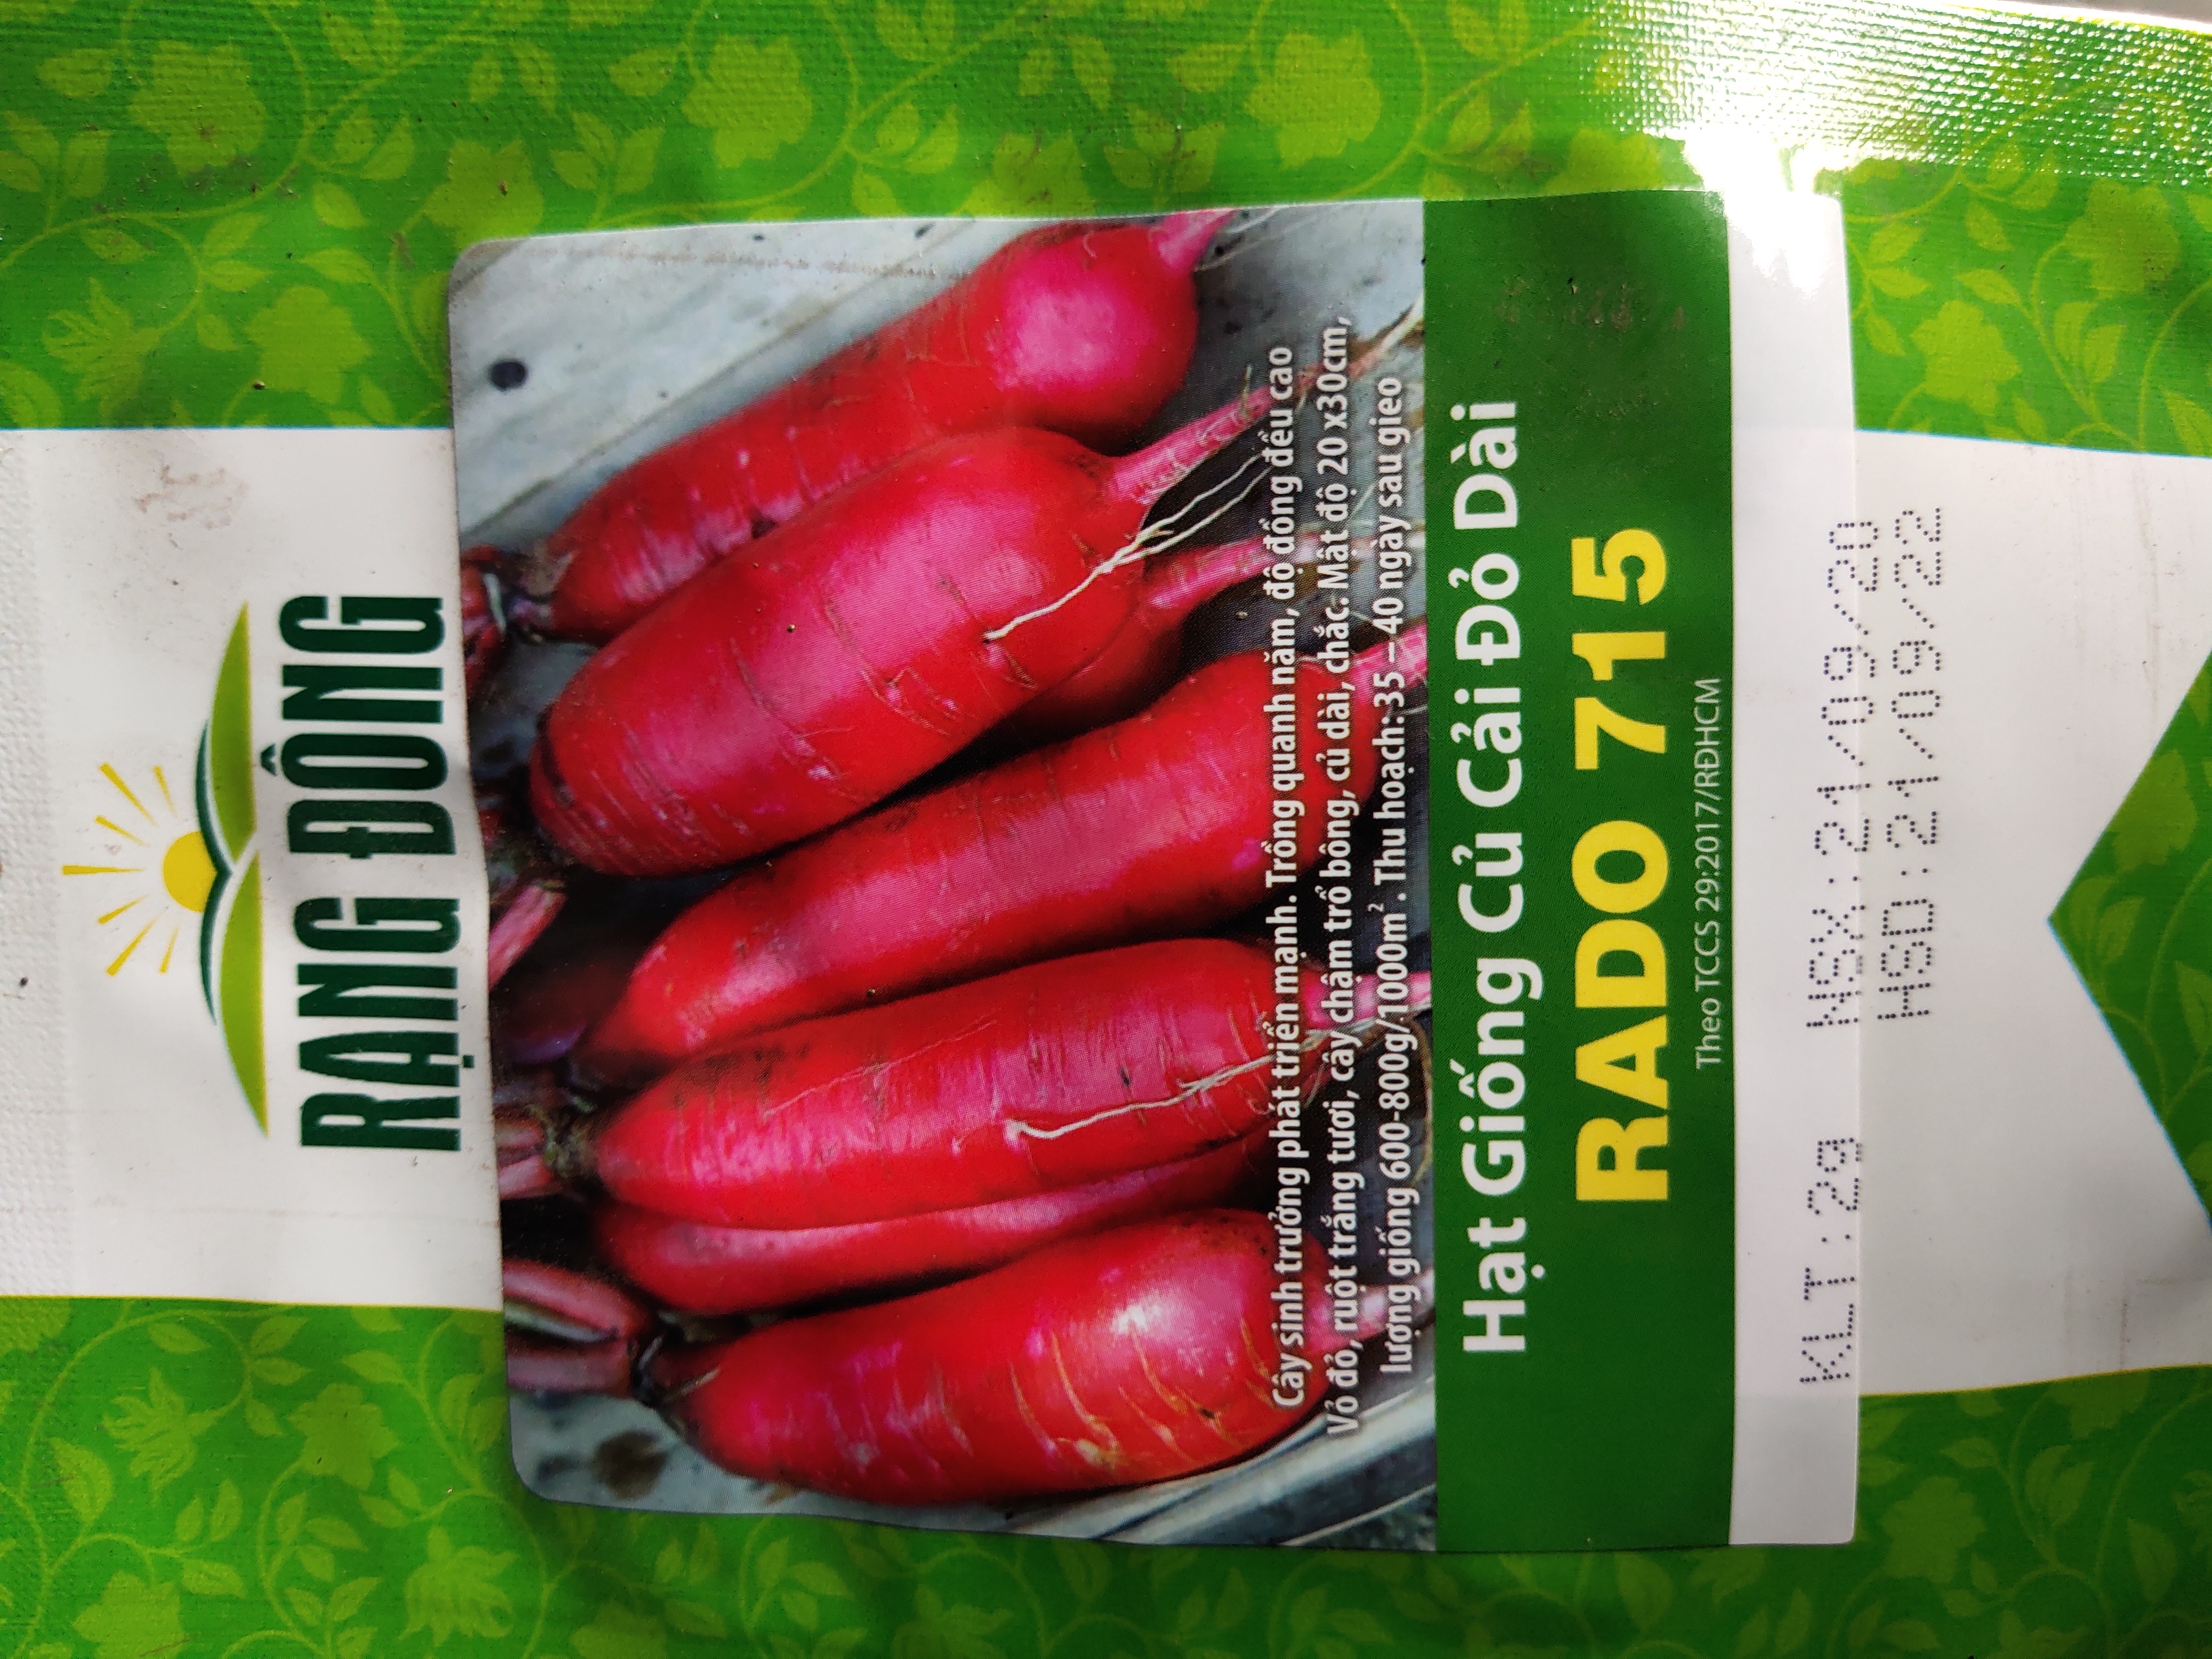 RẠNG ĐÔNG
Cây sinh trưởng phát triển mạnh. Trồng quanh năm, độ đồng đều cao
Vỏ đỏ, ruột trắng tươi, cây chậm trổ bông, củ dài, chắc. Mật độ 20 x30cm,
lượng giống 600-800g/1000m². Thu hoạch: 35 – 40 ngày sau gieo
Hạt Giống Củ Cải Đỏ Dài
RADO 715
Theo TCCS 29:2017/RĐHCM
KLT:2g NSX:21/09/20
HSD:21/09/22